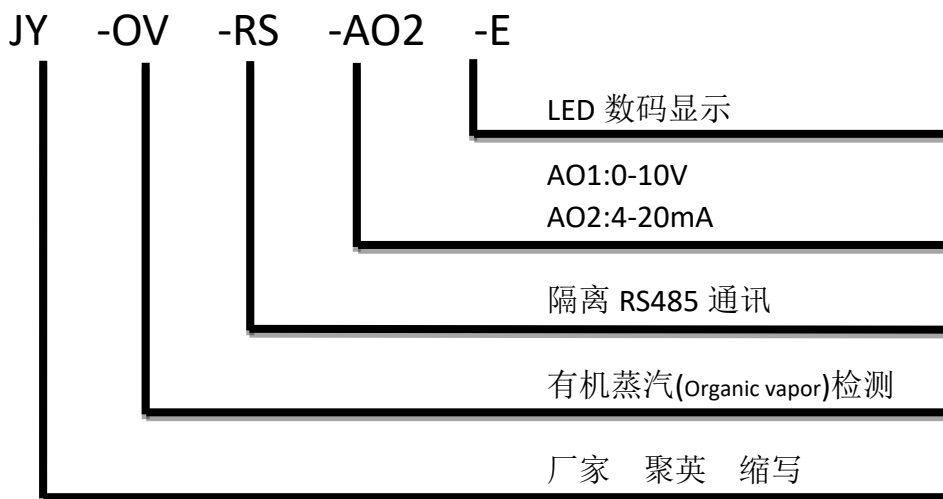 JY -OV -RS -AO2 -E
LED 数码显示
AO1:0-10V
AO2:4-20mA
隔离 RS485 通讯
有机蒸汽(Organic vapor)检测
厂家 聚英 缩写